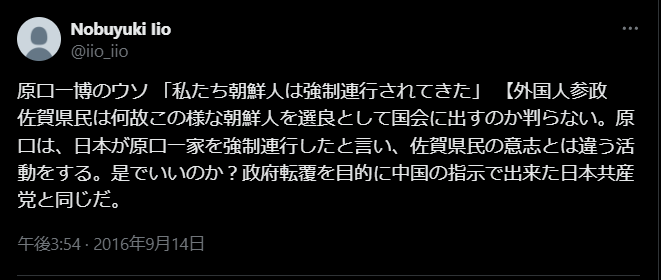 Nobuyuki Iio
@iio_iio
原口一博のウソ 「私たち朝鮮人は強制連行されてきた」 【外国人参政
佐賀県民は何故この様な朝鮮人を選良として国会に出すのか判らない。原
口は、日本が原口一家を強制連行したと言い、佐賀県民の意志とは違う活
動をする。是でいいのか？政府転覆を目的に中国の指示で出来た日本共産
党と同じだ。
午後3:54 · 2016年9月14日